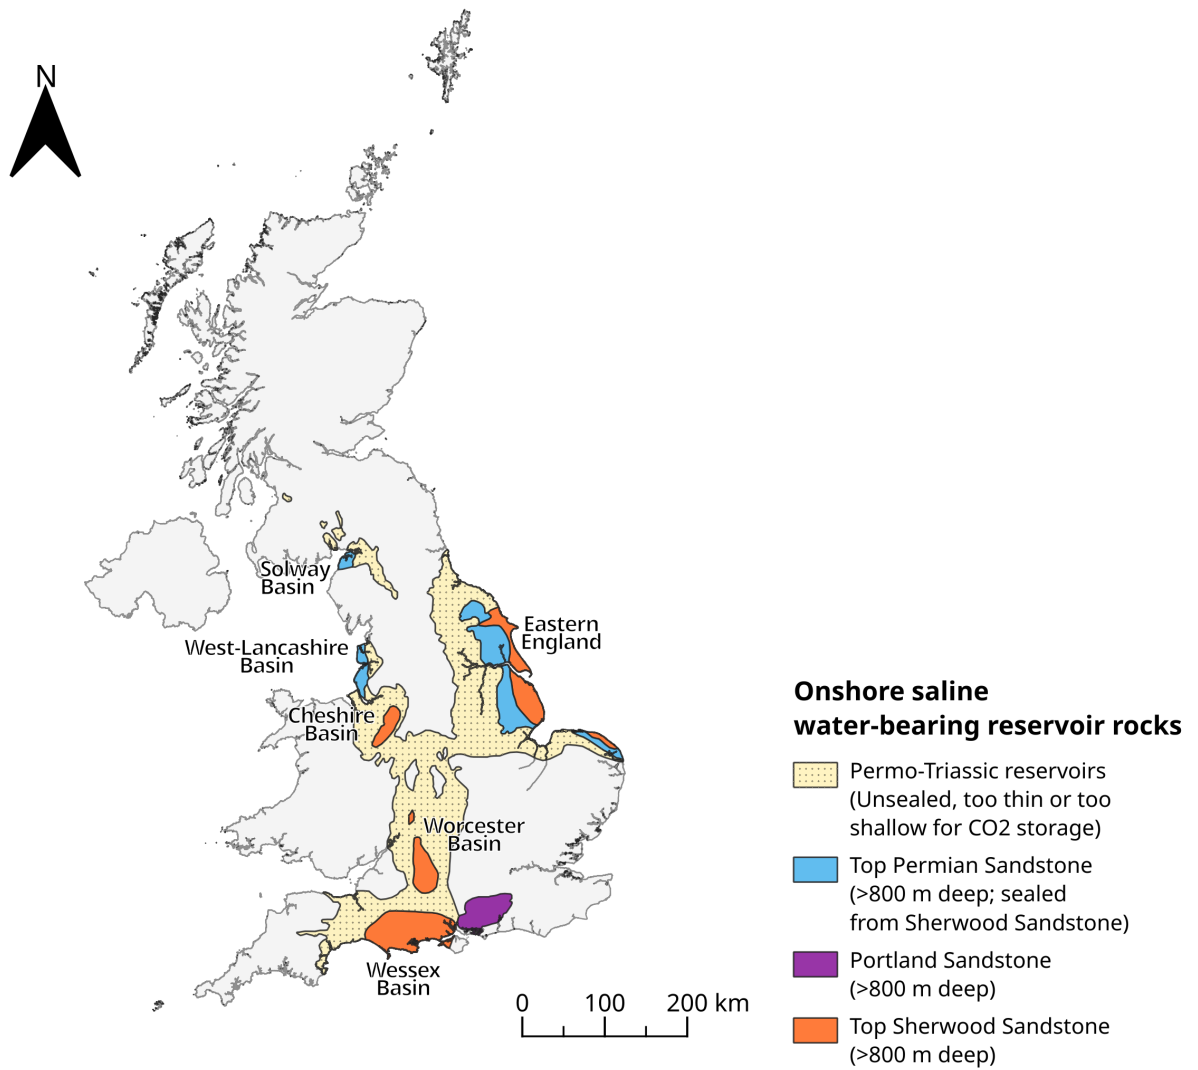 N
Solway
Basin
Eastern
England
West-Lancashire
Basin
Cheshire
Basin
Worcester
Basin
Wessex
Basin
0 100 200 km
Onshore saline
water-bearing reservoir rocks
Permo-Triassic reservoirs
(Unsealed, too thin or too
shallow for CO2 storage)
Top Permian Sandstone
(>800 m deep; sealed
from Sherwood Sandstone)
Portland Sandstone
(>800 m deep)
Top Sherwood Sandstone
(>800 m deep)